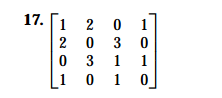 17. 1 2 0 1
2 0 3 0
0 3 1 1
1 0 1 0